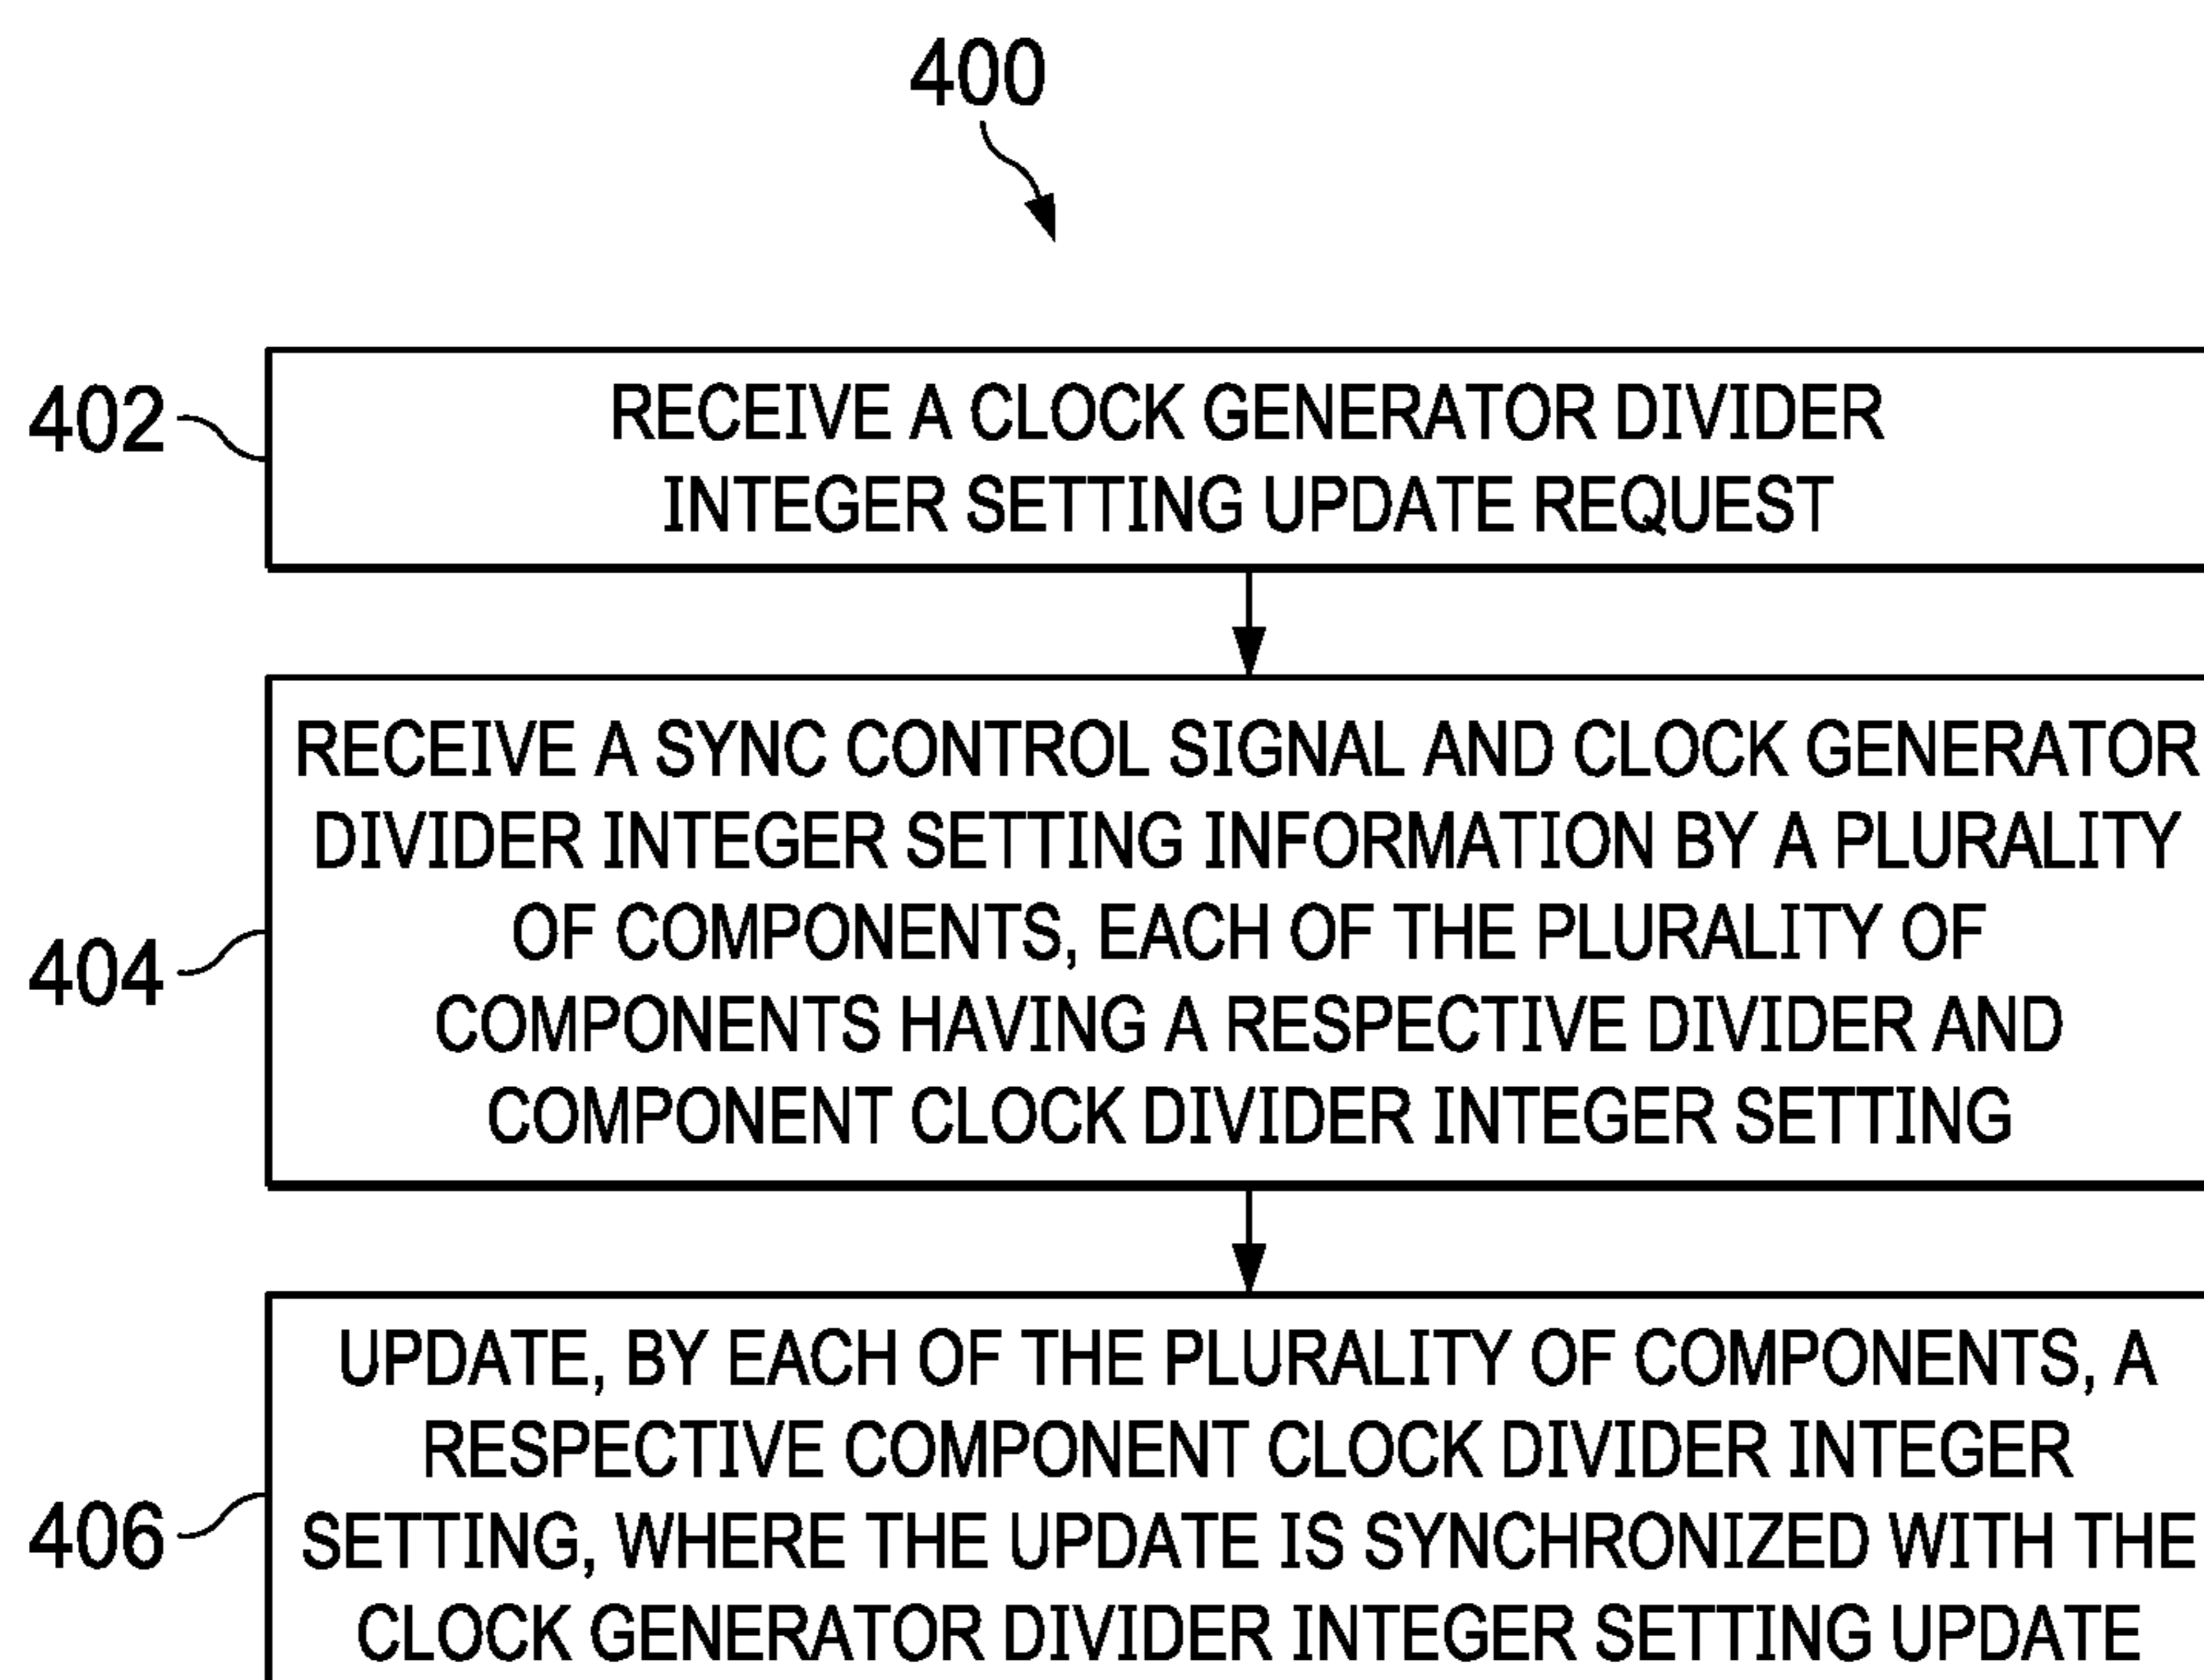 400
402
RECEIVE A CLOCK GENERATOR DIVIDER
INTEGER SETTING UPDATE REQUEST
404
RECEIVE A SYNC CONTROL SIGNAL AND CLOCK GENERATOR
DIVIDER INTEGER SETTING INFORMATION BY A PLURALITY
OF COMPONENTS, EACH OF THE PLURALITY OF
COMPONENTS HAVING A RESPECTIVE DIVIDER AND
COMPONENT CLOCK DIVIDER INTEGER SETTING
406
UPDATE, BY EACH OF THE PLURALITY OF COMPONENTS, A
RESPECTIVE COMPONENT CLOCK DIVIDER INTEGER
SETTING, WHERE THE UPDATE IS SYNCHRONIZED WITH THE
CLOCK GENERATOR DIVIDER INTEGER SETTING UPDATE